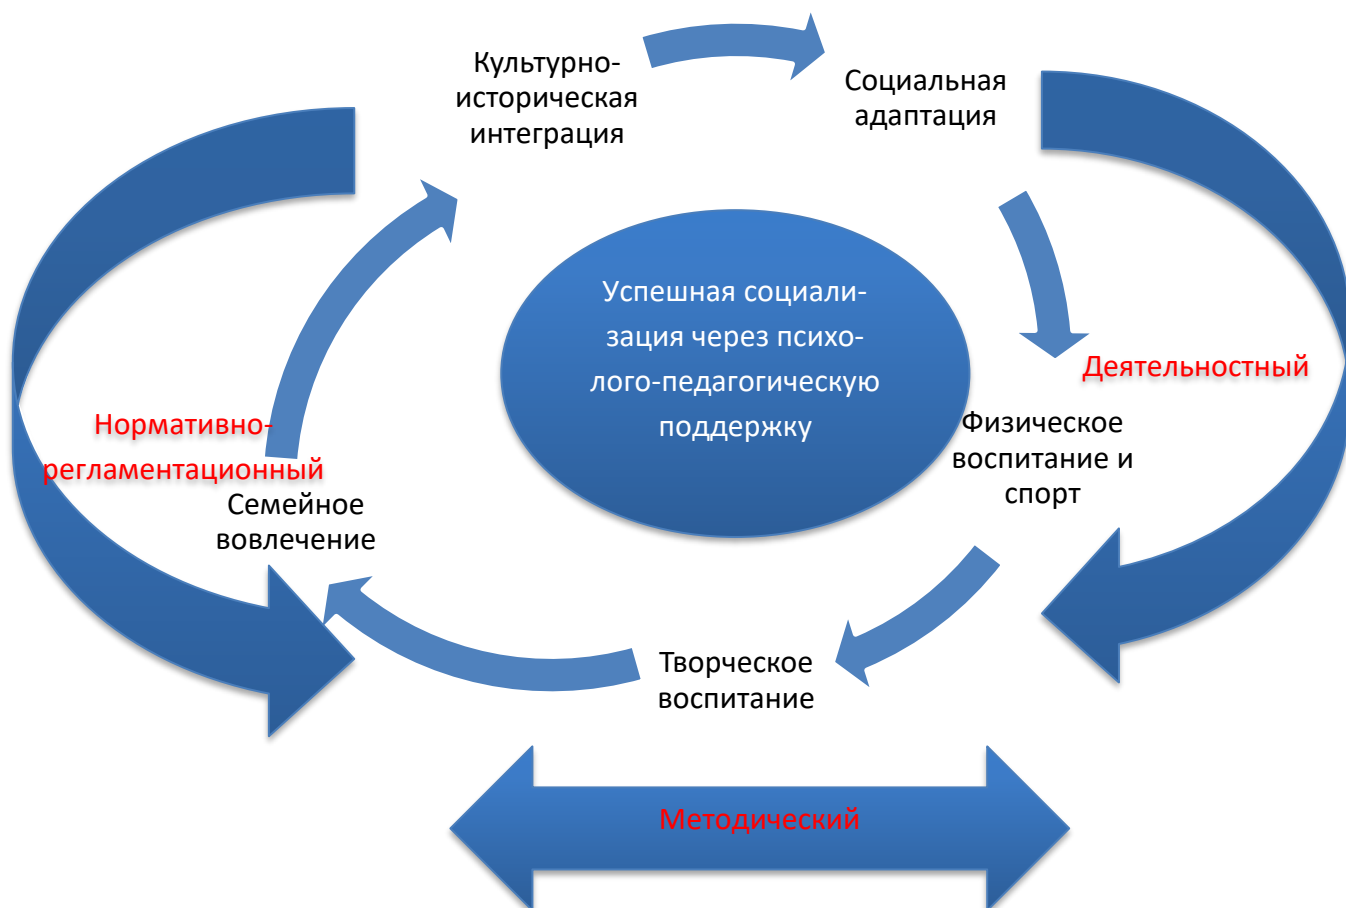 Культурно-
историческая
интеграция
Социальная
адаптация
Успешная социали-
зация через психо-
лого-педагогическую
поддержку
Деятельностный
Физическое
воспитание и
спорт
Нормативно-
регламентационный
Семейное
вовлечение
Творческое
воспитание
Методический